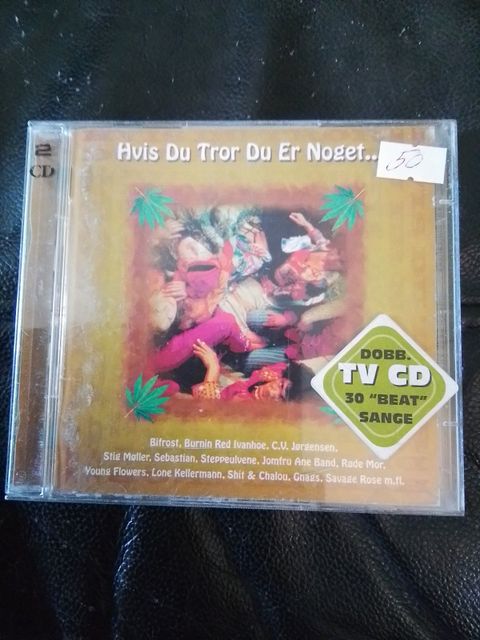 2
CD
Hvis Du Tror Du Er Noget...
50
DOBB.
TV CD
30 "BEAT"
SANGE
Bifrost, Burnin Red Ivanhoe, C.V. Jørgensen,
Stig Møller, Sebastian, Steppeulvene, Jomfru Ane Band, Røde Mor,
Young Flowers, Lone Kellermann, Shit & Chalou, Gnags, Savage Rose m.fl.